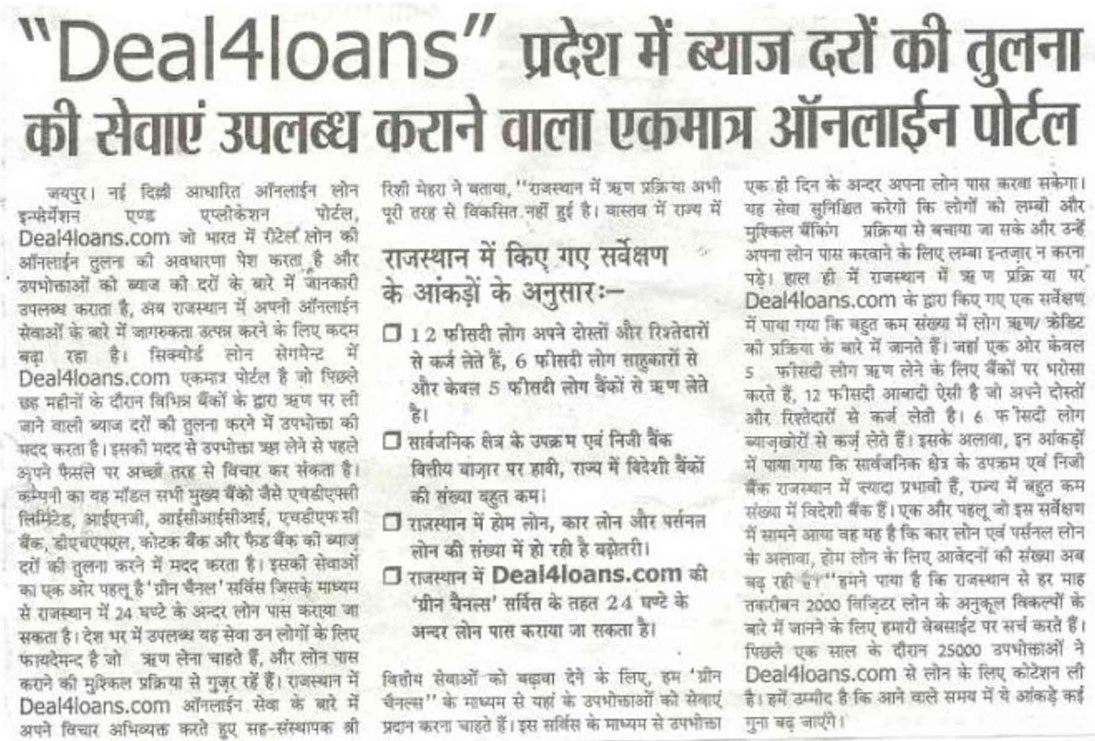 "Deal4loans" प्रदेश में ब्याज दरों की तुलना
की सेवाएं उपलब्ध कराने वाला एकमात्र ऑनलाईन पोर्टल
जयपुर। नई दिल्ली आधारित ऑनलाईन लोन
इन्फोर्मेशन एण्ड एप्लीकेशन पोर्टल,
Deal4loans.com जो भारत में रीटेल लोन की
ऑनलाईन तुलना की अवधारणा पेश करता है और
उपभोक्ताओं को ब्याज की दरों के बारे में जानकारी
उपलब्ध कराता है, अब राजस्थान में अपनी ऑनलाईन
सेवाओं के बारे में जागरुकता उत्पन्न करने के लिए कदम
बढ़ा रहा है। सिक्योर्ड लोन सेगमेन्ट में
Deal4loans.com एकमात्र पोर्टल है जो पिछले
छह महीनों के दौरान विभिन्न बैंकों के द्वारा ऋण पर ली
जाने वाली ब्याज दरों की तुलना करने में उपभोक्ता की
मदद करता है। इसकी मदद से उपभोक्ता ऋण लेने से पहले
अपने फैसले पर अच्छी तरह से विचार कर सकता है।
कम्पनी का यह मॉडल सभी मुख्य बैंको जैसे एचडीएफसी
लिमिटेड, आईएनजी, आईसीआईसीआई, एचडीएफ सी
बैंक, डीएचएफएल, कोटक बैंक और फैड बैंक की ब्याज
दरों की तुलना करने में मदद करता है। इसकी सेवाओं
का एक और पहलू है 'ग्रीन चैनल' सर्विस जिसके माध्यम
से राजस्थान में 24 घण्टे के अन्दर लोन पास कराया जा
सकता है। देश भर में उपलब्ध यह सेवा उन लोगों के लिए
फायदेमन्द है जो ऋण लेना चाहते हैं, और लोन पास
कराने की मुश्किल प्रक्रिया से गुजर रहें हैं। राजस्थान में
Deal4loans.com ऑनलाईन सेवा के बारे में
अपने विचार अभिव्यक्त करते हुए सह-संस्थापक श्री
रिशी मेहरा ने बताया, "राजस्थान में ऋण प्रक्रिया अभी
पूरी तरह से विकसित नहीं हुई है। वास्तव में राज्य में
राजस्थान में किए गए सर्वेक्षण
के आंकड़ों के अनुसारः-
❒ 12 फीसदी लोग अपने दोस्तों और रिश्तेदारों
से कर्ज लेते हैं, 6 फीसदी लोग साहुकारों से
और केवल 5 फीसदी लोग बैंकों से ऋण लेते
है।
❒ सार्वजनिक क्षेत्र के उपक्रम एवं निजी बैंक
वित्तीय बाज़ार पर हावी, राज्य में विदेशी बैंकों
की संख्या बहुत कम।
❒ राजस्थान में होम लोन, कार लोन और पर्सनल
लोन की संख्या में हो रही है बढ़ोतरी।
❒ राजस्थान में Deal4loans.com की
'ग्रीन चैनल्स' सर्विस के तहत 24 घण्टे के
अन्दर लोन पास कराया जा सकता है।
वित्तीय सेवाओं को बढ़ावा देने के लिए, हम 'ग्रीन
चैनल्स" के माध्यम से यहां के उपभोक्ताओं को सेवाएं
प्रदान करना चाहते हैं। इस सर्विस के माध्यम से उपभोक्ता
एक ही दिन के अन्दर अपना लोन पास करवा सकेगा।
यह सेवा सुनिश्चित करेगी कि लोगों को लम्बी और
मुश्किल बैंकिंग प्रक्रिया से बचाया जा सके और उन्हें
अपना लोन पास करवाने के लिए लम्बा इन्तज़ार न करना
पड़े। हाल ही में राजस्थान में ऋण प्रक्रिया पर
Deal4loans.com के द्वारा किए गए एक सर्वेक्षण
में पाया गया कि बहुत कम संख्या में लोग ऋण/ क्रेडिट
की प्रक्रिया के बारे में जानते हैं। जहां एक ओर केवल
5 फीसदी लोग ऋण लेने के लिए बैंकों पर भरोसा
करते हैं, 12 फीसदी आबादी ऐसी है जो अपने दोस्तों
और रिश्तेदारों से कर्ज लेती है। 6 फीसदी लोग
ब्याजखोरों से कर्ज़ लेते हैं। इसके अलावा, इन आंकड़ों
में पाया गया कि सार्वजनिक क्षेत्र के उपक्रम एवं निजी
बैंक राजस्थान में ज्यादा प्रभावी हैं, राज्य में बहुत कम
संख्या में विदेशी बैंक हैं। एक और पहलू जो इस सर्वेक्षण
में सामने आया वह यह है कि कार लोन एवं पर्सनल लोन
के अलावा, होम लोन के लिए आवेदनों की संख्या अब
बढ़ रही है।" "हमने पाया है कि राजस्थान से हर माह
तकरीबन 2000 विज़िटर लोन के अनुकूल विकल्पों के
बारे में जानने के लिए हमारी वेबसाईट पर सर्च करते हैं।
पिछले एक साल के दौरान 25000 उपभोक्ताओं ने
Deal4loans.com से लोन के लिए कोटेशन ली
है। हमें उम्मीद है कि आने वाले समय में ये आंकड़े कई
गुना बढ़ जाएंगे।